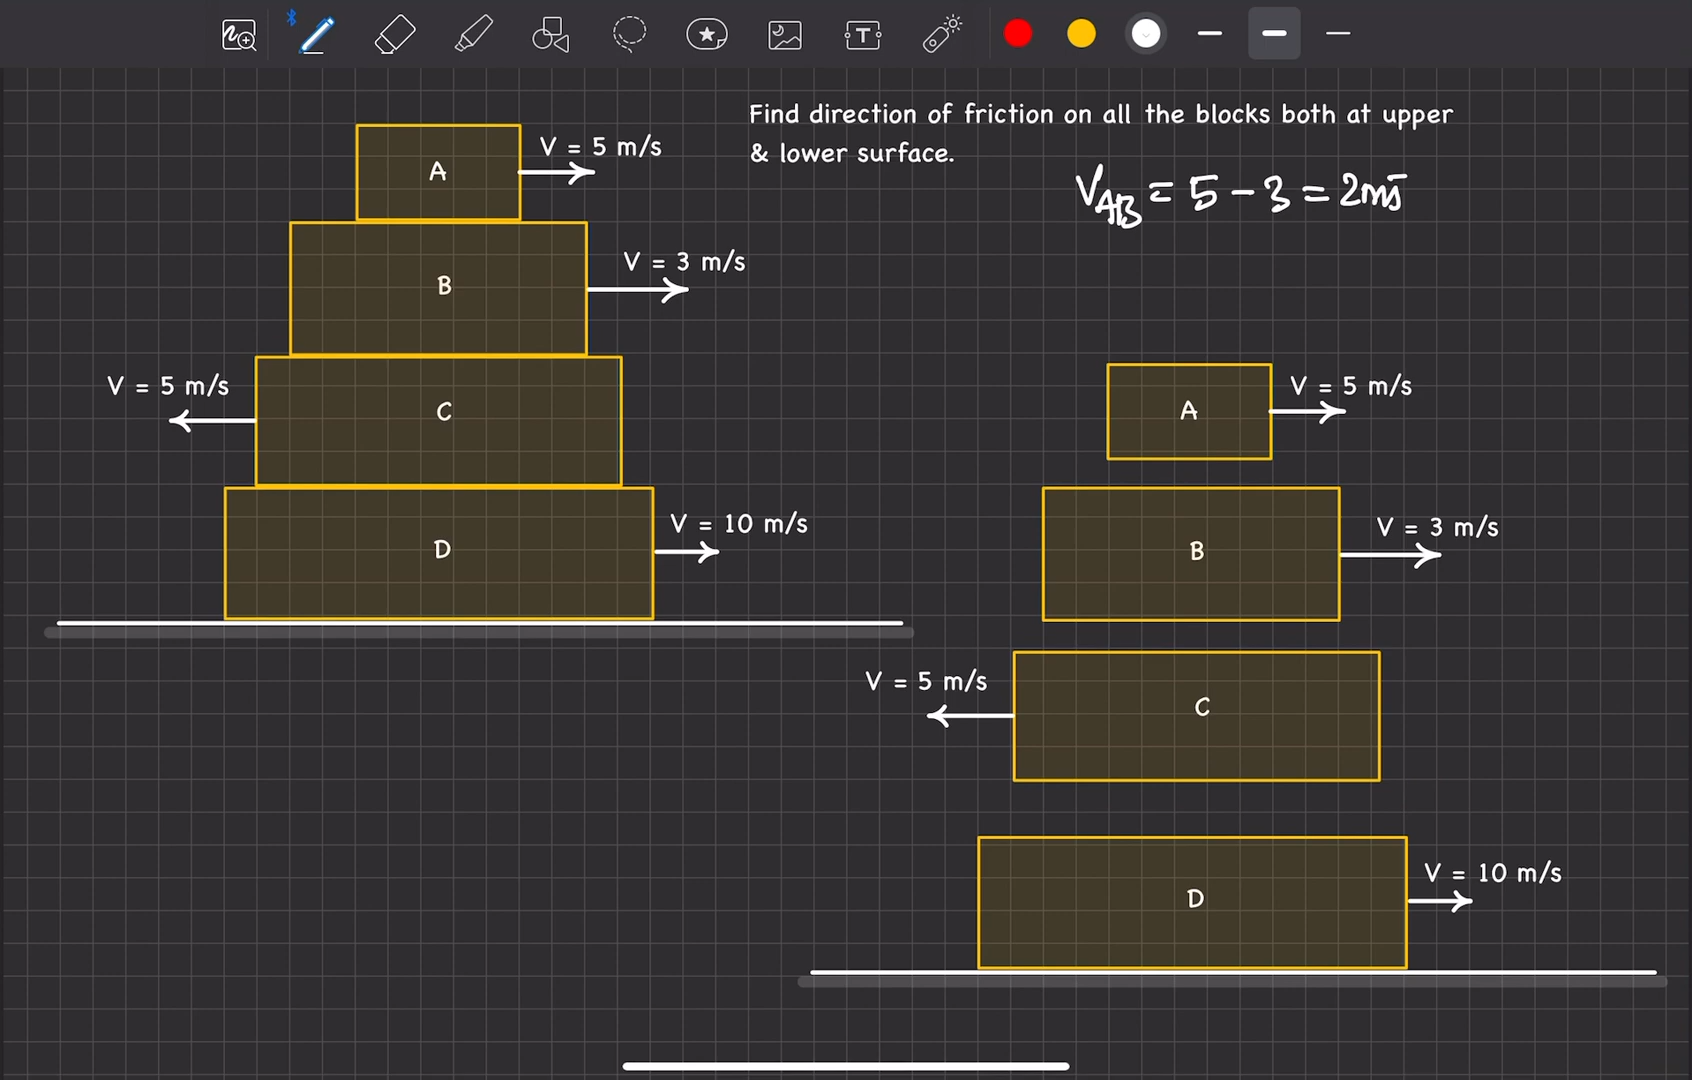 Find direction of friction on all the blocks both at upper
& lower surface.
V = 5 m/s
A
V_AB = 5 - 3 = 2ms
V = 3 m/s
B
V = 5 m/s
C
V = 10 m/s
D
V = 5 m/s
A
V = 3 m/s
B
V = 5 m/s
C
V = 10 m/s
D
T